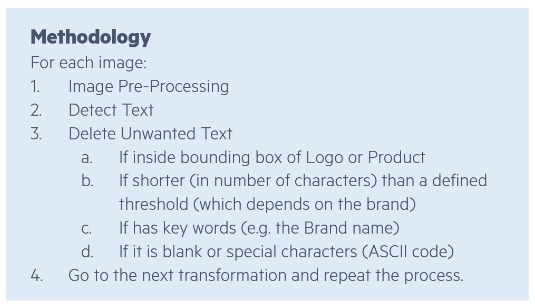 Methodology
For each image:
1. Image Pre-Processing
2. Detect Text
3. Delete Unwanted Text
a. If inside bounding box of Logo or Product
b. If shorter (in number of characters) than a defined
threshold (which depends on the brand)
c. If has key words (e.g. the Brand name)
d. If it is blank or special characters (ASCII code)
4. Go to the next transformation and repeat the process.